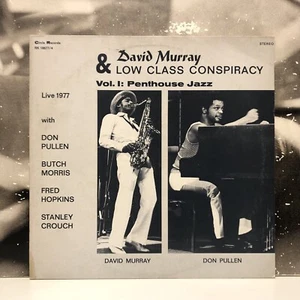 Circle Records
STEREO
David Murray
& LOW CLASS CONSPIRACY
Vol. I: Penthouse Jazz
Live 1977
with
DON
PULLEN
BUTCH
MORRIS
FRED
HOPKINS
STANLEY
CROUCH
DAVID MURRAY
DON PULLEN